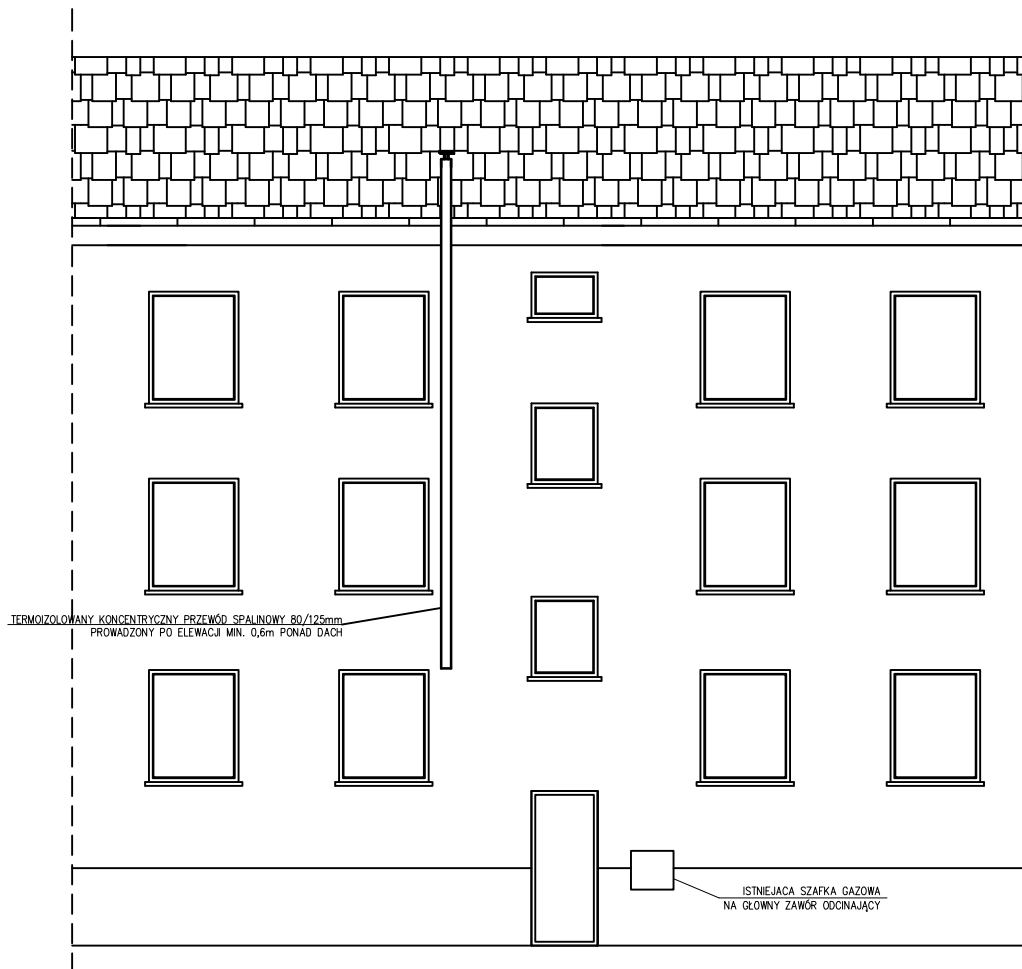 TERMOIZOLOWANY KONCENTRYCZNY PRZEWÓD SPALINOWY 80/125mm
PROWADZONY PO ELEWACJI MIN. 0,6m PONAD DACH
ISTNIEJACA SZAFKA GAZOWA
NA GŁOWNY ZAWÓR ODCINAJĄCY